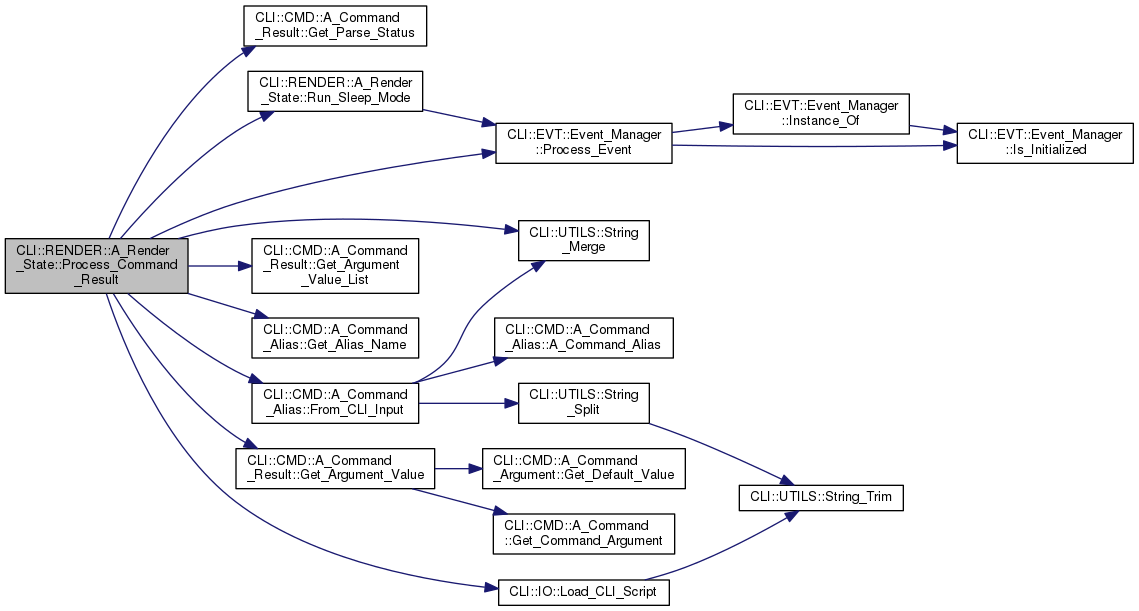 CLI::CMD::A_Command
_Result::Get_Parse_Status
CLI::RENDER::A_Render
_State::Run_Sleep_Mode
CLI::EVT::Event_Manager
::Instance_Of
CLI::EVT::Event_Manager
::Process_Event
CLI::EVT::Event_Manager
::Is_Initialized
CLI::UTILS::String
_Merge
CLI::RENDER::A_Render
_State::Process_Command
_Result
CLI::CMD::A_Command
_Result::Get_Argument
_Value_List
CLI::CMD::A_Command
_Alias::Get_Alias_Name
CLI::CMD::A_Command
_Alias::A_Command_Alias
CLI::CMD::A_Command
_Alias::From_CLI_Input
CLI::UTILS::String
_Split
CLI::CMD::A_Command
_Result::Get_Argument_Value
CLI::CMD::A_Command
_Argument::Get_Default_Value
CLI::UTILS::String_Trim
CLI::CMD::A_Command
::Get_Command_Argument
CLI::IO::Load_CLI_Script